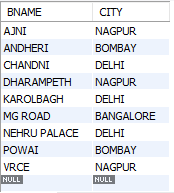 BNAME CITY
AJNI NAGPUR
ANDHERI BOMBAY
CHANDNI DELHI
DHARAMPETH NAGPUR
KAROLBAGH DELHI
MG ROAD BANGALORE
NEHRU PALACE DELHI
POWAI BOMBAY
VRCE NAGPUR
NULL NULL